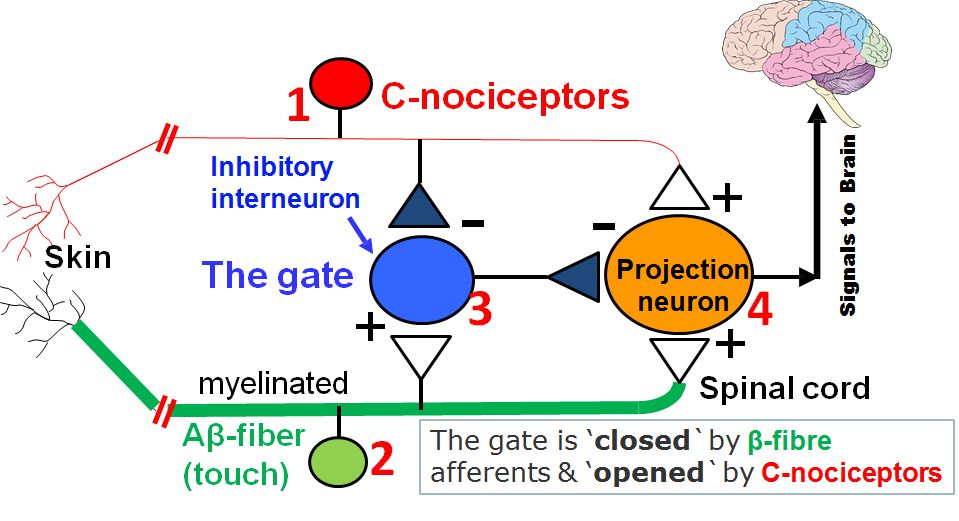 1
C-nociceptors
Inhibitory
interneuron
Skin
The gate
-
-
+
Projection
neuron
3
4
+
+
Signals to Brain
myelinated
Spinal cord
Aβ-fiber
(touch)
2
The gate is `closed` by β-fibre
afferents & `opened` by C-nociceptors